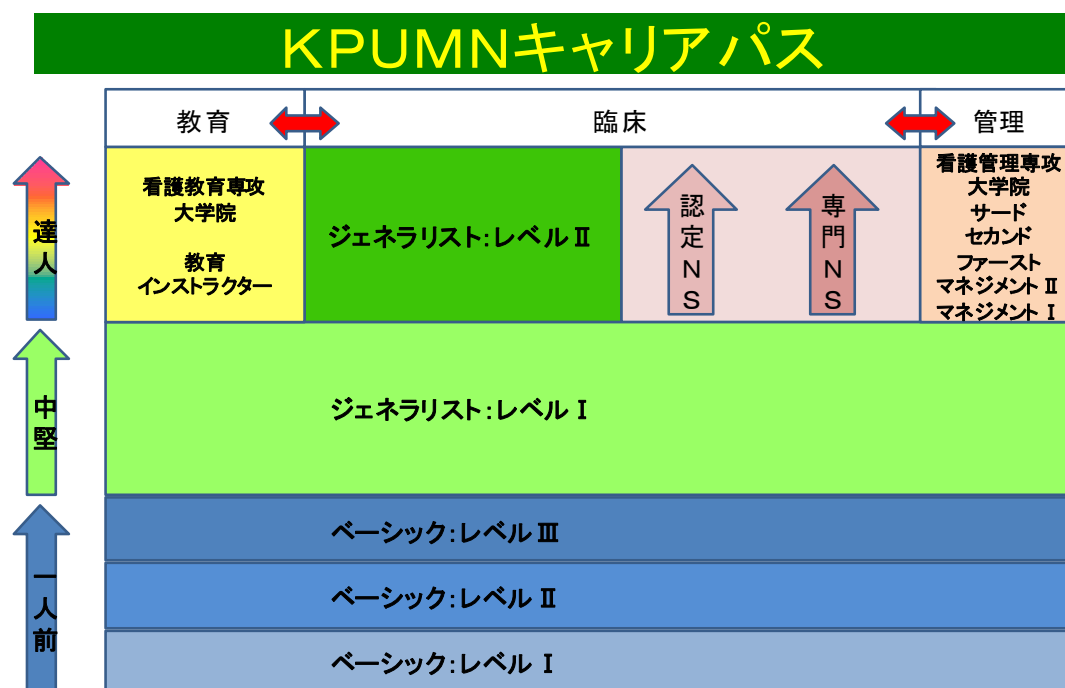 KPUMNキャリアパス
教育
臨床
管理
達人
看護教育専攻
大学院
教育
インストラクター
ジェネラリスト:レベルⅡ
認定NS
専門NS
看護管理専攻
大学院
サード
セカンド
ファースト
マネジメントⅡ
マネジメントⅠ
中堅
ジェネラリスト:レベルⅠ
一人前
ベーシック:レベルⅢ
ベーシック:レベルⅡ
ベーシック:レベルⅠ